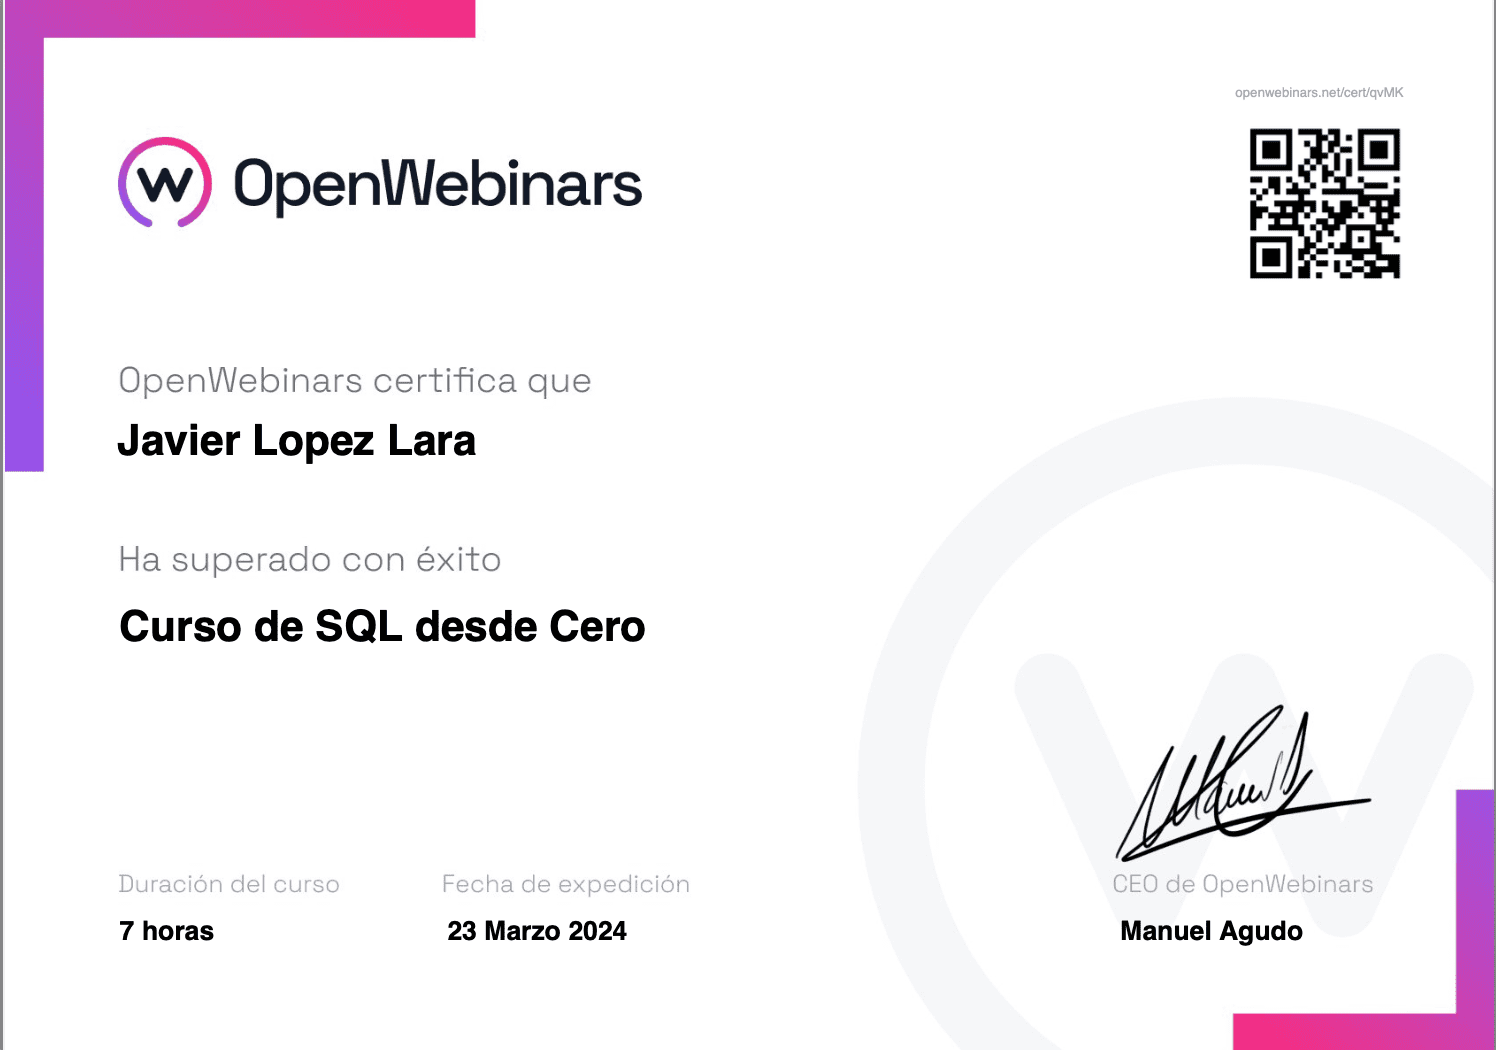 openwebinars.net/cert/qvMK
OpenWebinars
OpenWebinars certifica que
Javier Lopez Lara
Ha superado con éxito
Curso de SQL desde Cero
Duración del curso
7 horas
Fecha de expedición
23 Marzo 2024
CEO de OpenWebinars
Manuel Agudo